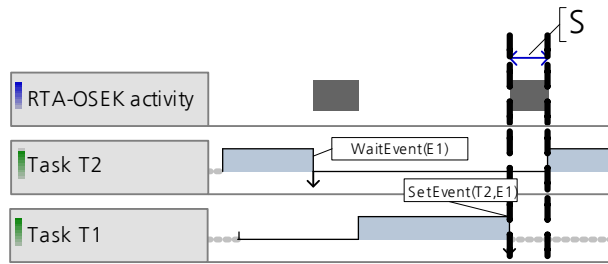 [S
RTA-OSEK activity
WaitEvent(E1)
Task T2
SetEvent(T2,E1)
Task T1